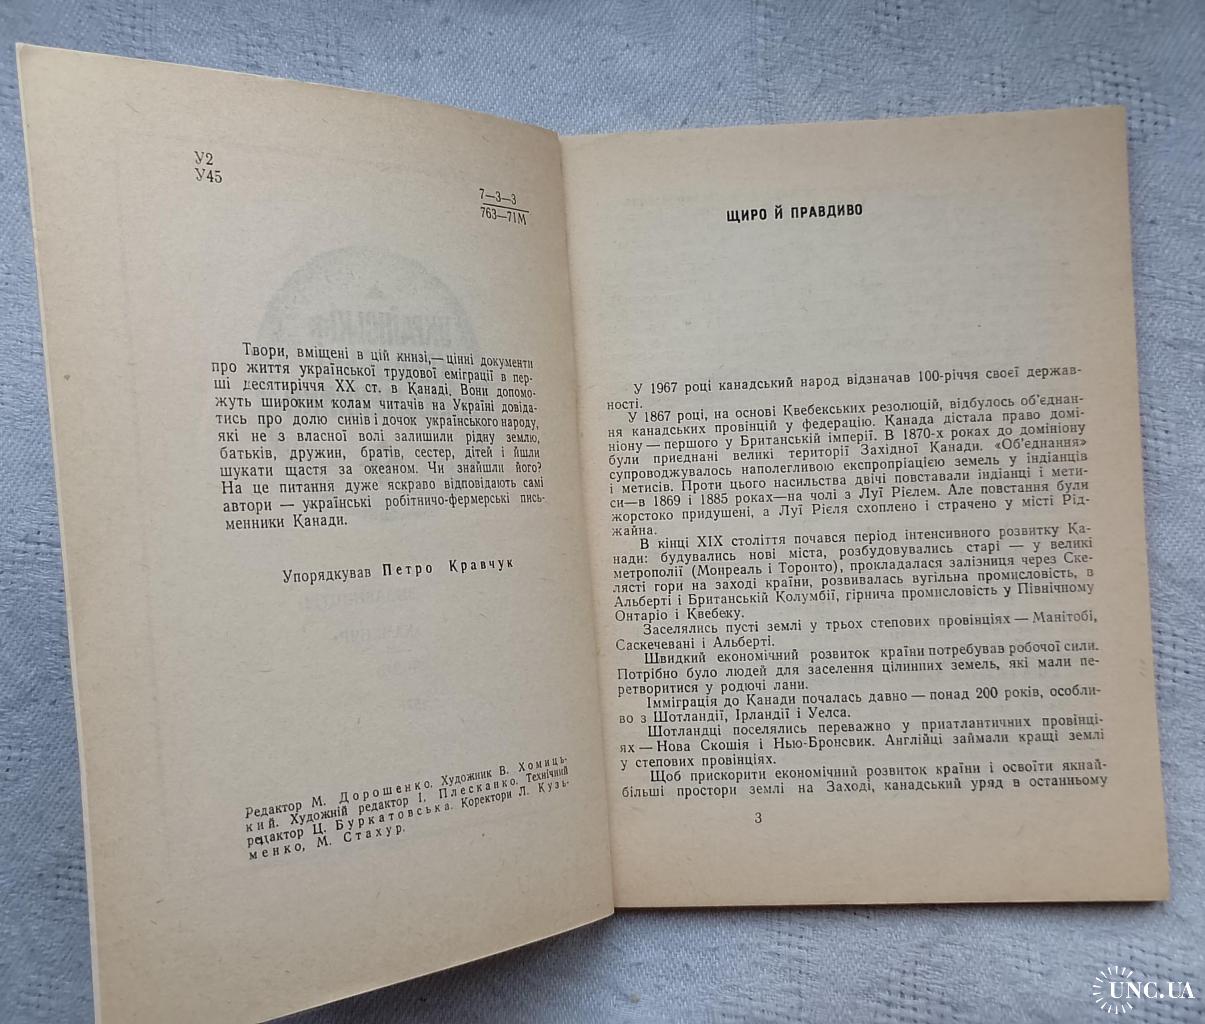 У2
У45
7—3—3
763—71М
Твори, вміщені в цій книзі,— цінні документи
про життя української трудової еміграції в пер-
ші десятиріччя XX ст. в Канаді. Вони допомо-
жуть широким колам читачів на Україні довіда-
тись про долю синів і дочок українського народу,
які не з власної волі залишили рідну землю,
батьків, дружин, братів, сестер, дітей і йшли
шукати щастя за океаном. Чи знайшли його?
На це питання дуже яскраво відповідають самі
автори — українські робітничо-фермерські пись-
менники Канади.
Упорядкував Петро Кравчук
Редактор М. Дорошенко. Художник В. Хомиць-
кий. Художній редактор І. Плесканко. Технічний
редактор Ц. Буркатовська. Коректори Л. Кузь-
менко, М. Стахур.
ЩИРО Й ПРАВДИВО
У 1967 році канадський народ відзначав 100-річчя своєї держав-
ності.
У 1867 році, на основі Квебекських резолюцій, відбулось об'єднан-
ня канадських провінцій у федерацію. Канада дістала право домі-
ніону — першого у Британській імперії. В 1870-х роках до домініону
були приєднані великі території Західної Канади. «Об'єднання»
супроводжувалось наполегливою експропріацією земель у індіанців
і метисів. Проти цього насильства двічі повставали індіанці і мети-
си—в 1869 і 1885 роках—на чолі з Луї Рієлем. Але повстання були
жорстоко придушені, а Луї Рієля схоплено і страчено у місті Рід-
жайна.
В кінці XIX століття почався період інтенсивного розвитку Ка-
нади: будувались нові міста, розбудовувались старі — у великі
метрополії (Монреаль і Торонто), прокладалася залізниця через Ске-
лясті гори на заході країни, розвивалась вугільна промисловість, в
Альберті і Британській Колумбії, гірнича промисловість у Північному
Онтаріо і Квебеку.
Заселялись пусті землі у трьох степових провінціях — Манітобі,
Саскечевані і Альберті.
Швидкий економічний розвиток країни потребував робочої сили.
Потрібно було людей для заселення цілинних земель, які мали пе-
ретворитися у родючі лани.
Імміграція до Канади почалась давно — понад 200 років, особли-
во з Шотландії, Ірландії і Уелса.
Шотландці поселялись переважно у приатлантичних провінці-
ях — Нова Скошія і Нью-Бронсвик. Англійці займали кращі землі
у степових провінціях.
Щоб прискорити економічний розвиток країни і освоїти якнай-
більші простори землі на Заході, канадський уряд в останньому
3
UNC.UA